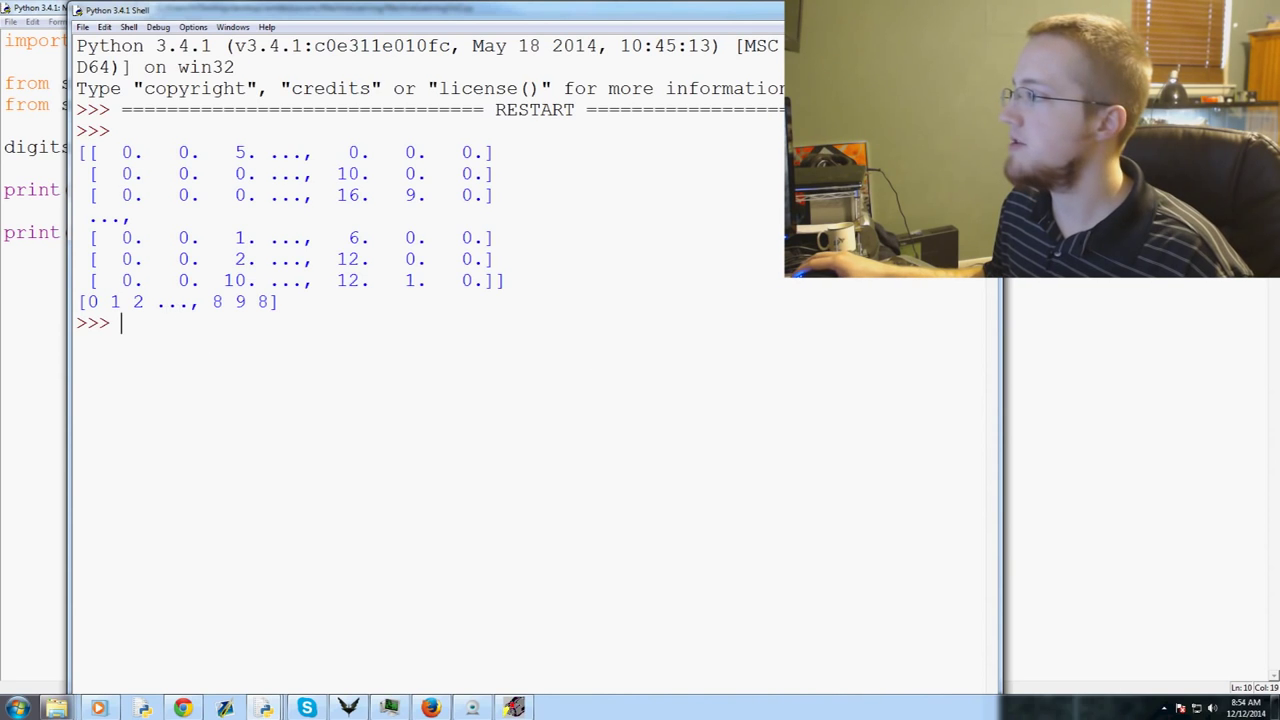 Python 3.4.1: 
Python 3.4.1 Shell
File Edit
File Edit Shell Debug Options Windows Help
Python 3.4.1 (v3.4.1:c0e311e010fc, May 18 2014, 10:45:13) [MSC
D64)] on win32
Type "copyright", "credits" or "license()" for more information
>>> ================================ RESTART ==================
>>>
[[ 0. 0. 5. ..., 0. 0. 0.]
[ 0. 0. 0. ..., 10. 0. 0.]
[ 0. 0. 0. ..., 16. 9. 0.]
...,
[ 0. 0. 1. ..., 6. 0. 0.]
[ 0. 0. 2. ..., 12. 0. 0.]
[ 0. 0. 10. ..., 12. 1. 0.]]
[0 1 2 ..., 8 9 8]
>>>
import
from s
from s
digits
print
print
Ln: 10 Col: 19
8:54 AM
12/12/2014